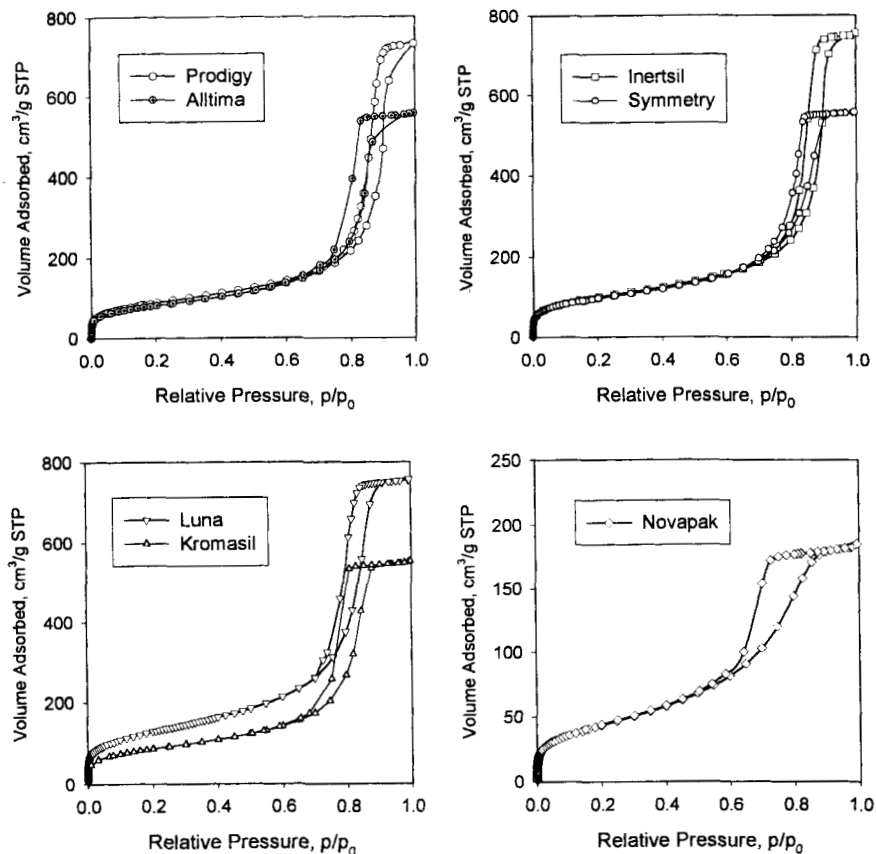 800
600
400
200
0
Volume Adsorbed, cm³/g STP
Prodigy
Alltima
0.0 0.2 0.4 0.6 0.8 1.0
Relative Pressure, p/p₀
800
600
400
200
0
Volume Adsorbed, cm³/g STP
Inertsil
Symmetry
0.0 0.2 0.4 0.6 0.8 1.0
Relative Pressure, p/p₀
800
600
400
200
0
Volume Adsorbed, cm³/g STP
Luna
Kromasil
0.0 0.2 0.4 0.6 0.8 1.0
Relative Pressure, p/p₀
250
200
150
100
50
0
Volume Adsorbed, cm³/g STP
Novapak
0.0 0.2 0.4 0.6 0.8 1.0
Relative Pressure, p/p₀